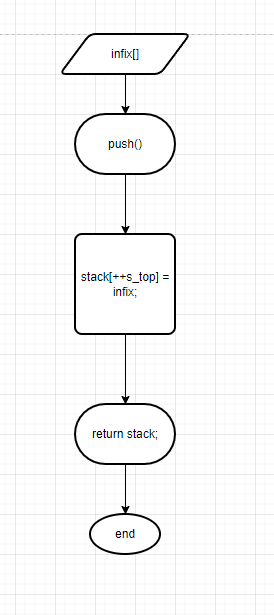 infix[]
push()
stack[++s_top] =
infix;
return stack;
end